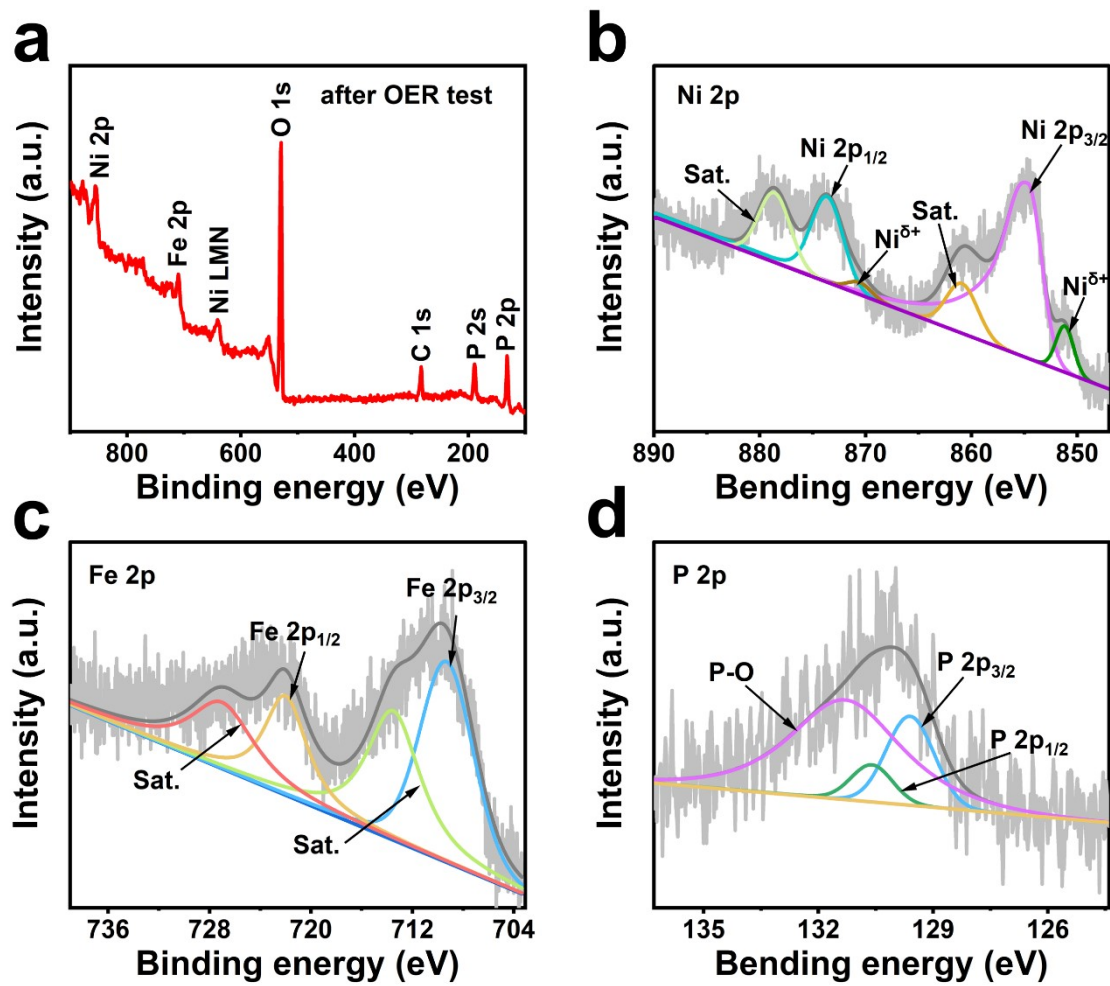 a
after OER test
Ni 2p
Fe 2p
Ni LMN
O 1s
C 1s
P 2s
P 2p
Intensity (a.u.)
800 600 400 200
Binding energy (eV)
b
Ni 2p
Sat.
Ni 2p1/2
Niδ+
Sat.
Ni 2p3/2
Niδ+
Intensity (a.u.)
890 880 870 860 850
Bending energy (eV)
c
Fe 2p
Sat.
Fe 2p1/2
Sat.
Fe 2p3/2
Intensity (a.u.)
736 728 720 712 704
Binding energy (eV)
d
P 2p
P-O
P 2p3/2
P 2p1/2
Intensity (a.u.)
135 132 129 126
Bending energy (eV)